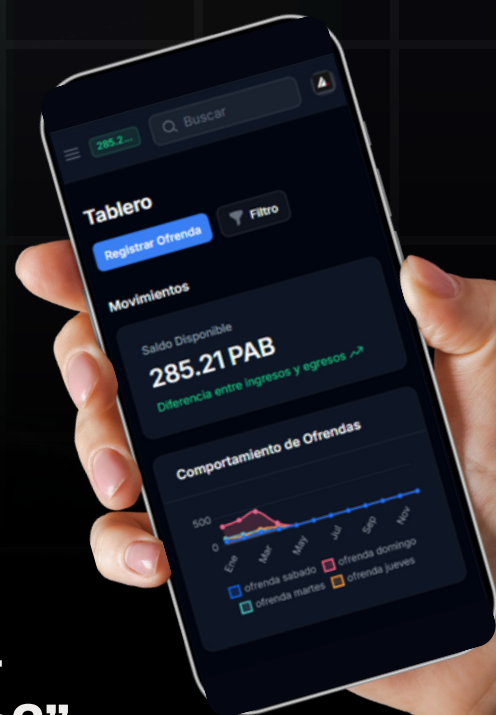 285.2...
Buscar
Tablero
Registrar Ofrenda
Filtro
Movimientos
Saldo Disponible
285.21 PAB
Diferencia entre ingresos y egresos
Comportamiento de Ofrendas
500
0
Ene
Mar
May
Jul
Sep
Nov
ofrenda sabado
ofrenda domingo
ofrenda martes
ofrenda jueves